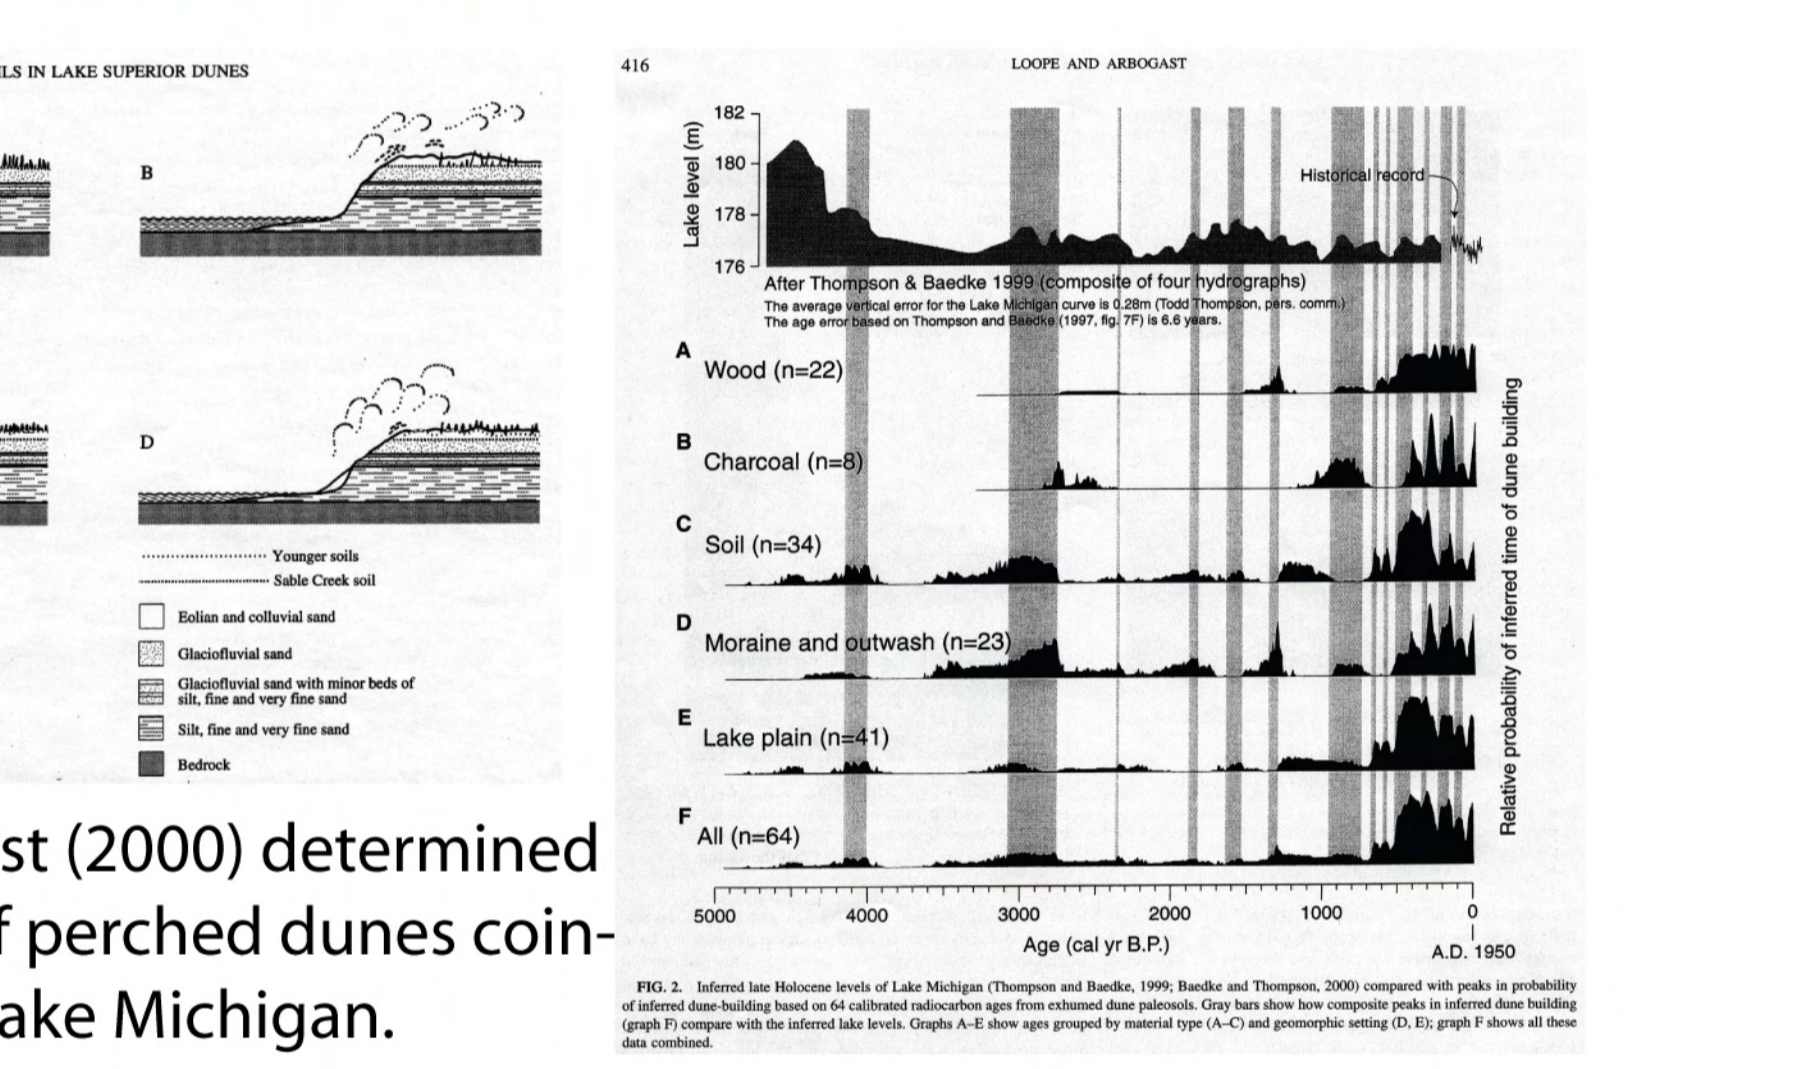 LS IN LAKE SUPERIOR DUNES
B
D
Younger soils
Sable Creek soil
Eolian and colluvial sand
Glaciofluvial sand
Glaciofluvial sand with minor beds of
silt, fine and very fine sand
Silt, fine and very fine sand
Bedrock
st (2000) determined
f perched dunes coin-
ake Michigan.
416
LOOPE AND ARBOGAST
Lake level (m)
182
180
178
176
Historical record
After Thompson & Baedke 1999 (composite of four hydrographs)
The average vertical error for the Lake Michigan curve is 0.28m (Todd Thompson, pers. comm.)
The age error based on Thompson and Baedke (1997, fig. 7F) is 6.6 years.
A
Wood (n=22)
B
Charcoal (n=8)
C
Soil (n=34)
D
Moraine and outwash (n=23)
E
Lake plain (n=41)
F
All (n=64)
Relative probability of inferred time of dune building
5000 4000 3000 2000 1000 0
Age (cal yr B.P.)
A.D. 1950
FIG. 2. Inferred late Holocene levels of Lake Michigan (Thompson and Baedke, 1999; Baedke and Thompson, 2000) compared with peaks in probability
of inferred dune-building based on 64 calibrated radiocarbon ages from exhumed dune paleosols. Gray bars show how composite peaks in inferred dune building
(graph F) compare with the inferred lake levels. Graphs A–E show ages grouped by material type (A–C) and geomorphic setting (D, E); graph F shows all these
data combined.